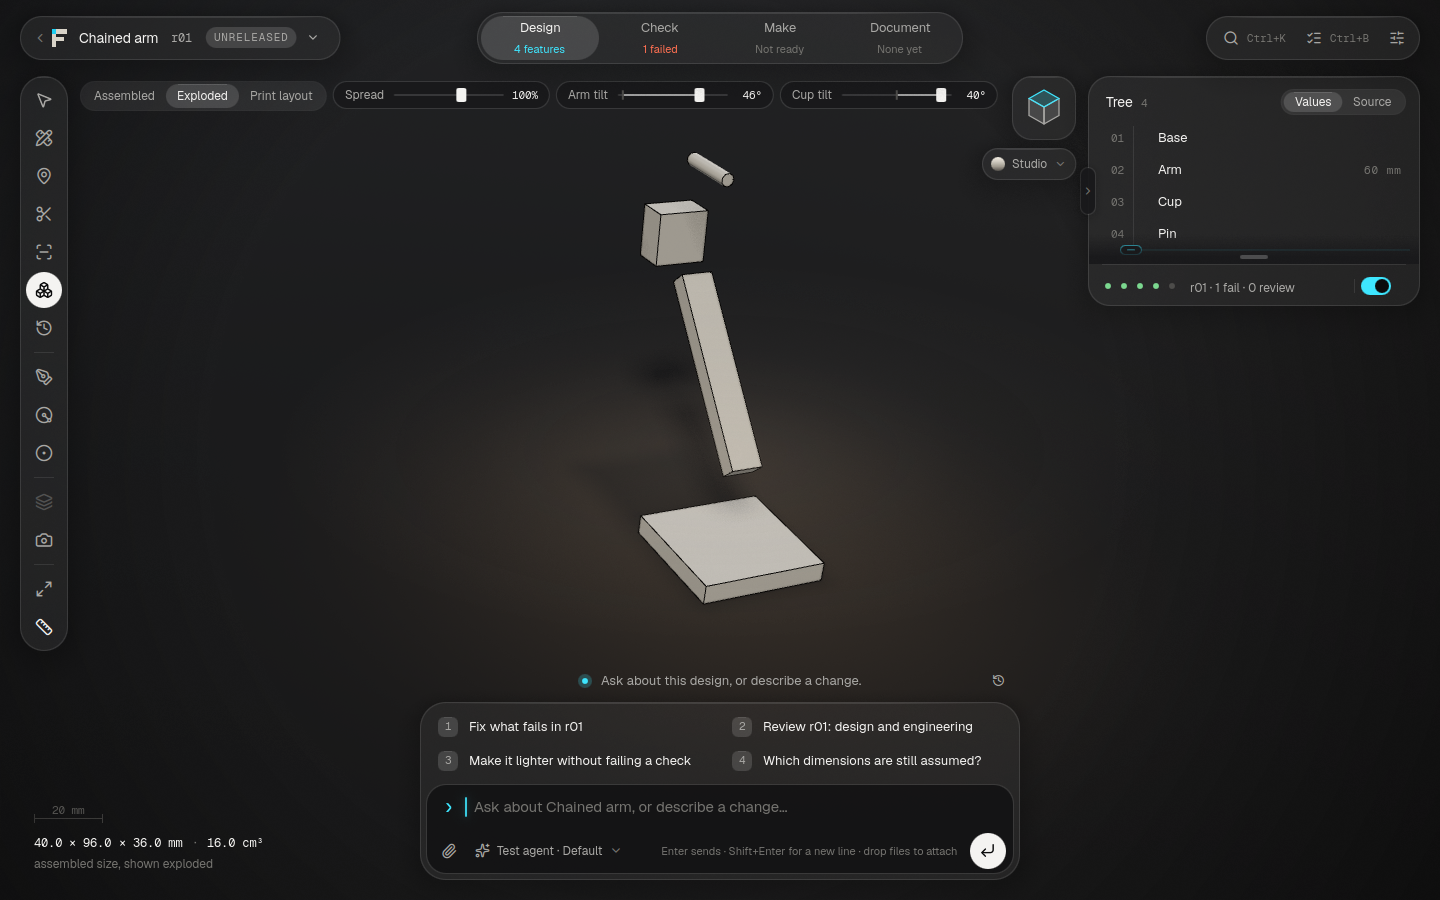 Chained arm r01 UNRELEASED
Design
4 features
Check
1 failed
Make
Not ready
Document
None yet
Ctrl+K Ctrl+B
Assembled Exploded Print layout
Spread 100%
Arm tilt 46°
Cup tilt 40°
Studio
Tree 4
Values Source
01 Base
02 Arm 60 mm
03 Cup
04 Pin
r01 · 1 fail · 0 review
Ask about this design, or describe a change.
1 Fix what fails in r01
2 Review r01: design and engineering
3 Make it lighter without failing a check
4 Which dimensions are still assumed?
Ask about Chained arm, or describe a change...
Test agent · Default
Enter sends · Shift+Enter for a new line · drop files to attach
20 mm
40.0 × 96.0 × 36.0 mm · 16.0 cm³
assembled size, shown exploded